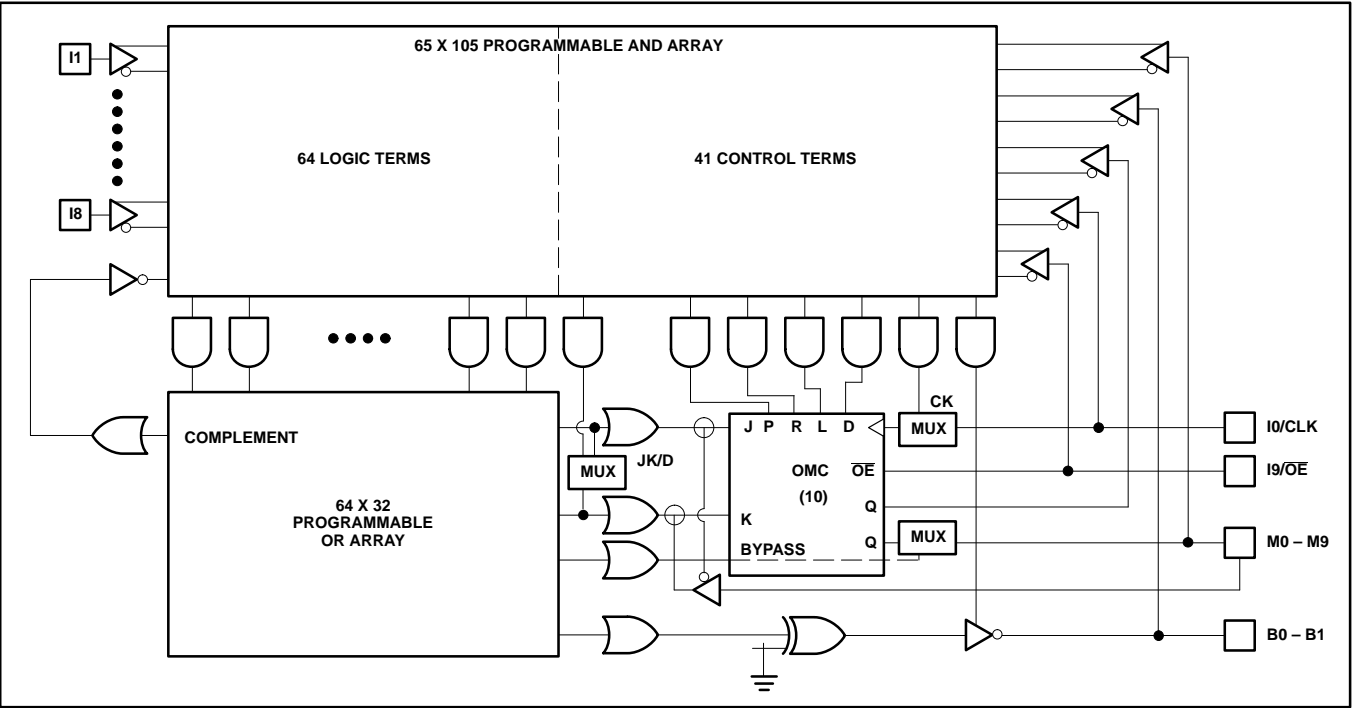 65 X 105 PROGRAMMABLE AND ARRAY
I1
64 LOGIC TERMS
41 CONTROL TERMS
I8
CK
COMPLEMENT
J P R L D
MUX
I0/CLK
JK/D
MUX
OMC
(10)
OE
I9/OE
64 X 32
PROGRAMMABLE
OR ARRAY
K
Q
BYPASS
Q
MUX
M0 – M9
B0 – B1